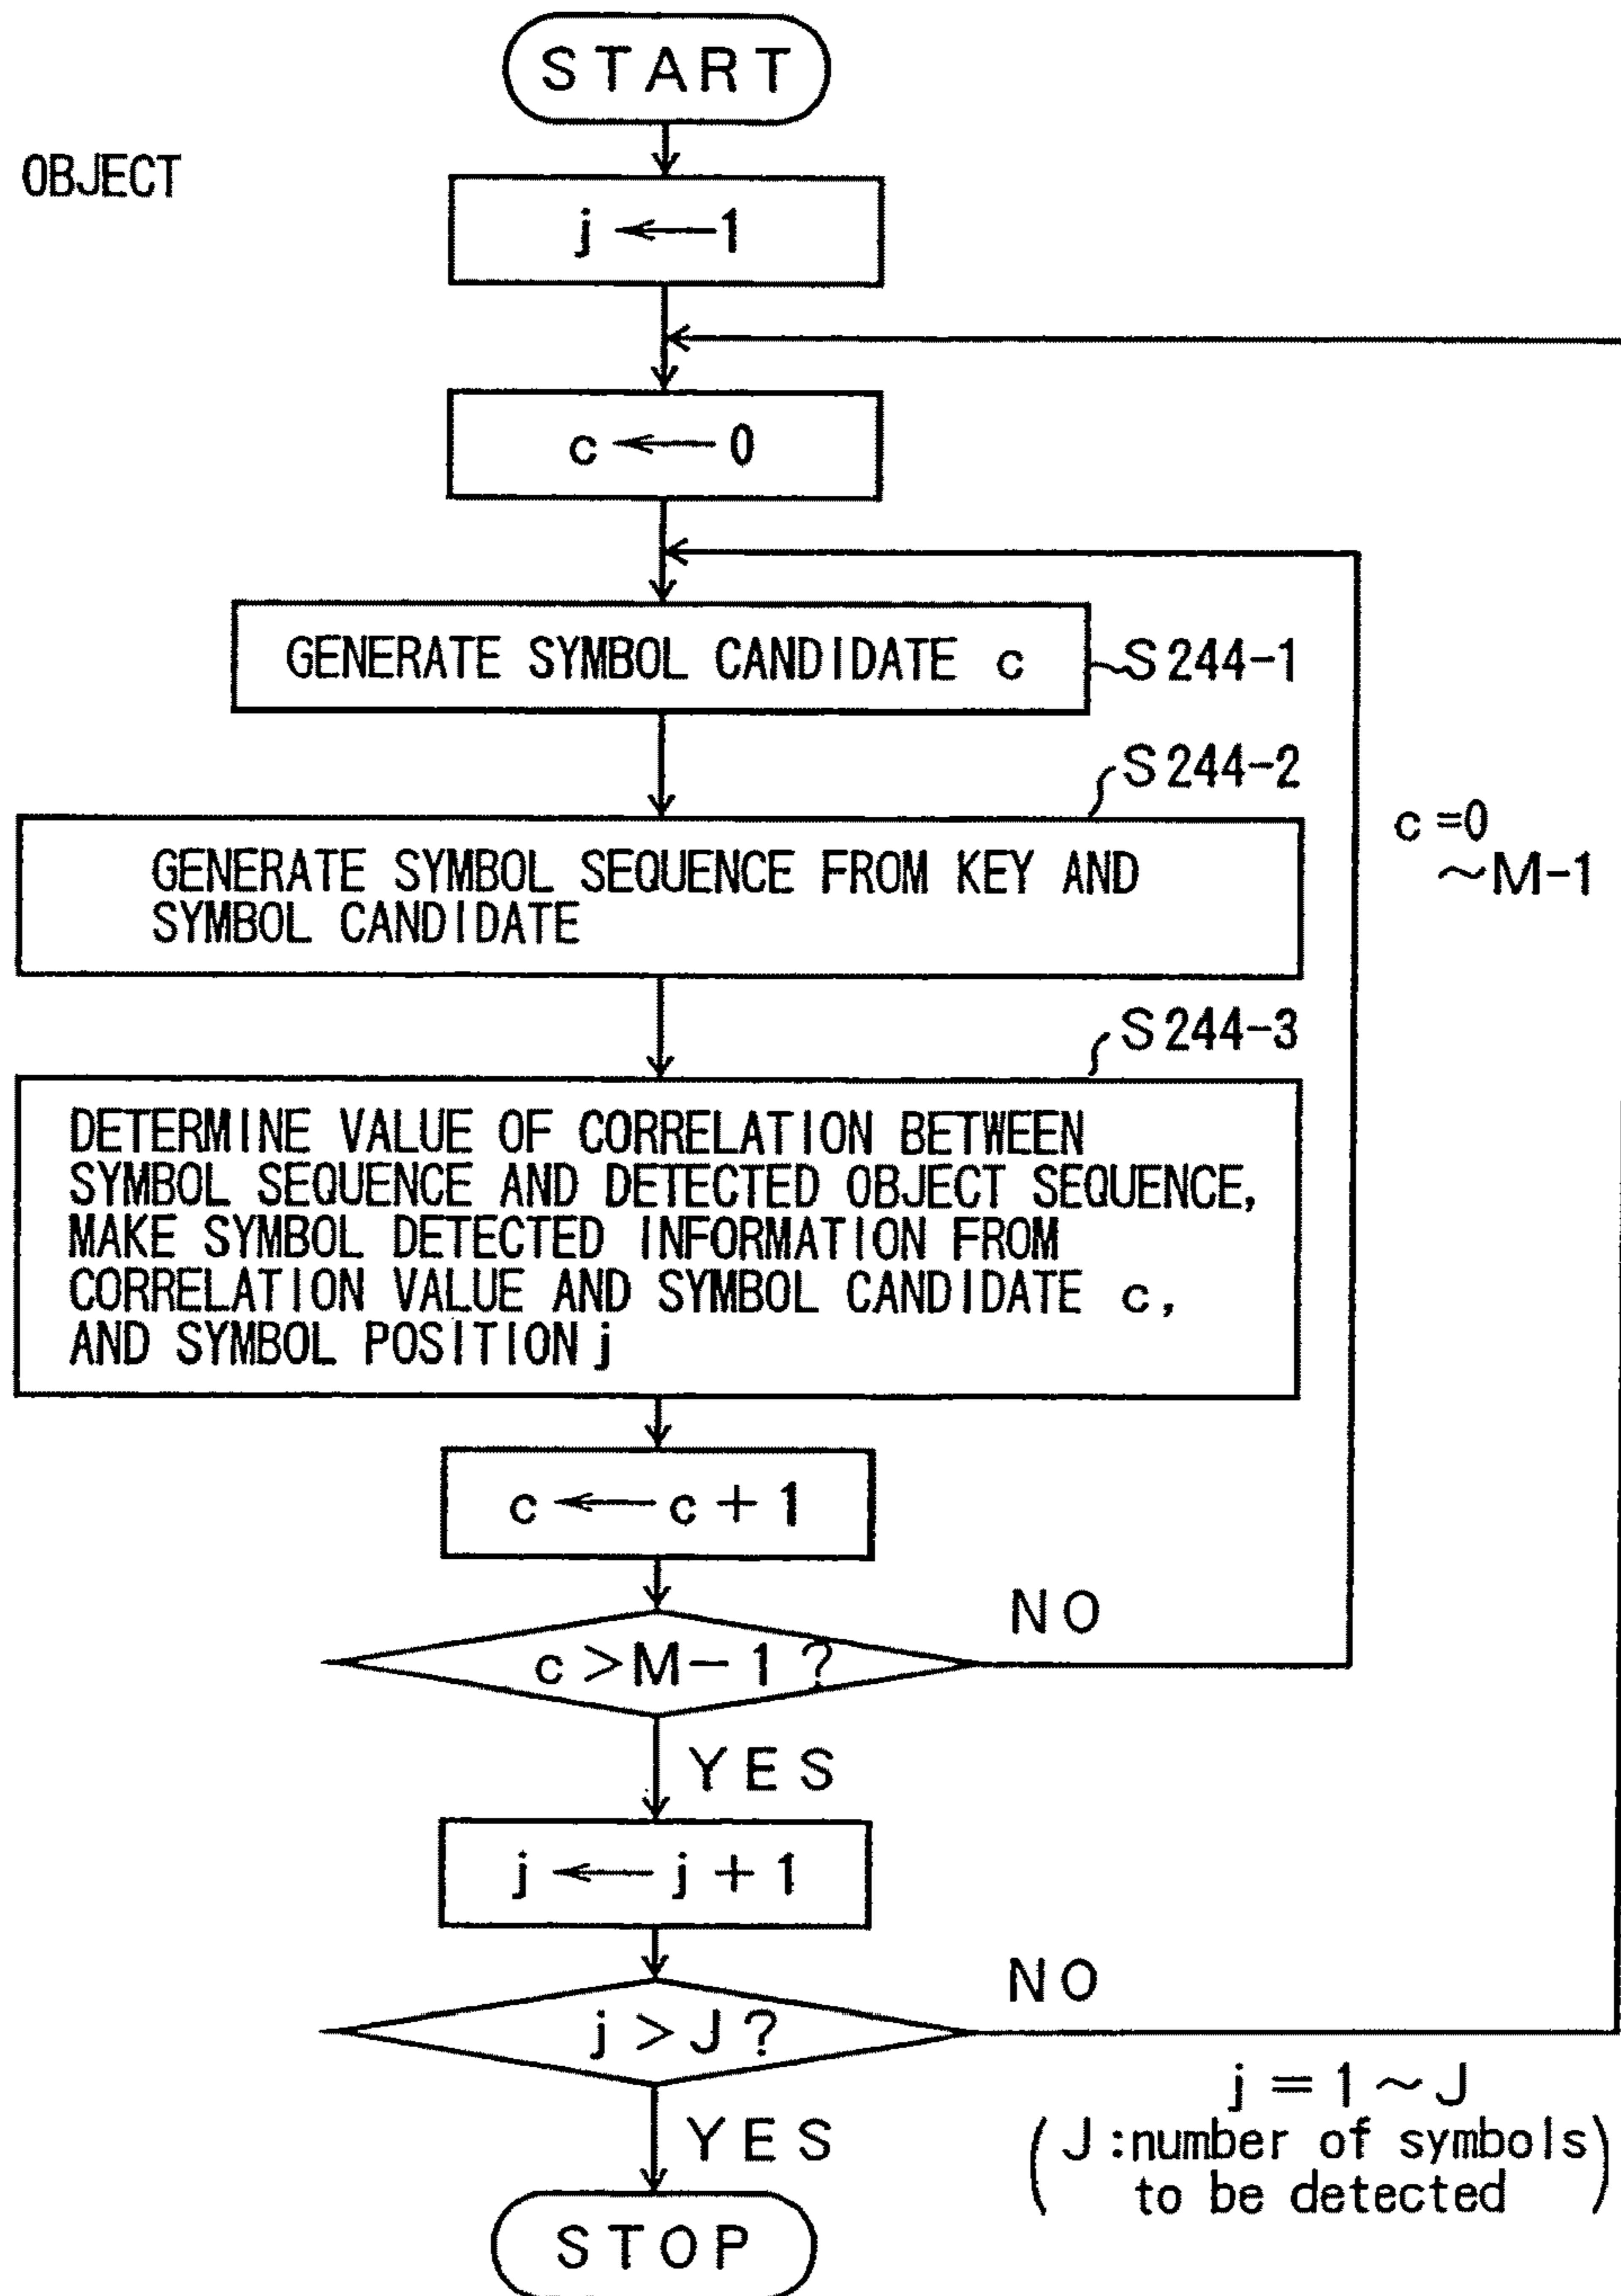 START
OBJECT
j ← 1
c ← 0
GENERATE SYMBOL CANDIDATE c
S244-1
S244-2
GENERATE SYMBOL SEQUENCE FROM KEY AND
SYMBOL CANDIDATE
c=0
~M-1
S244-3
DETERMINE VALUE OF CORRELATION BETWEEN
SYMBOL SEQUENCE AND DETECTED OBJECT SEQUENCE,
MAKE SYMBOL DETECTED INFORMATION FROM
CORRELATION VALUE AND SYMBOL CANDIDATE c,
AND SYMBOL POSITION j
c ← c+1
NO
c>M-1?
YES
j ← j+1
NO
j>J?
YES
j=1~J
(J:number of symbols
to be detected)
STOP